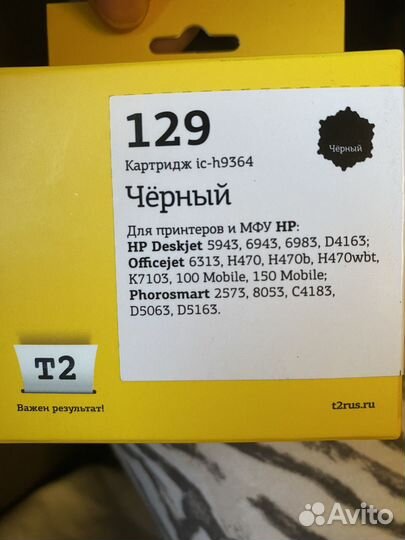 129
Картридж ic-h9364
Чёрный
Чёрный
Для принтеров и МФУ HP:
HP Deskjet 5943, 6943, 6983, D4163;
Officejet 6313, H470, H470b, H470wbt,
K7103, 100 Mobile, 150 Mobile;
Phorosmart 2573, 8053, C4183,
D5063, D5163.
T2
Важен результат!
t2rus.ru
Avito